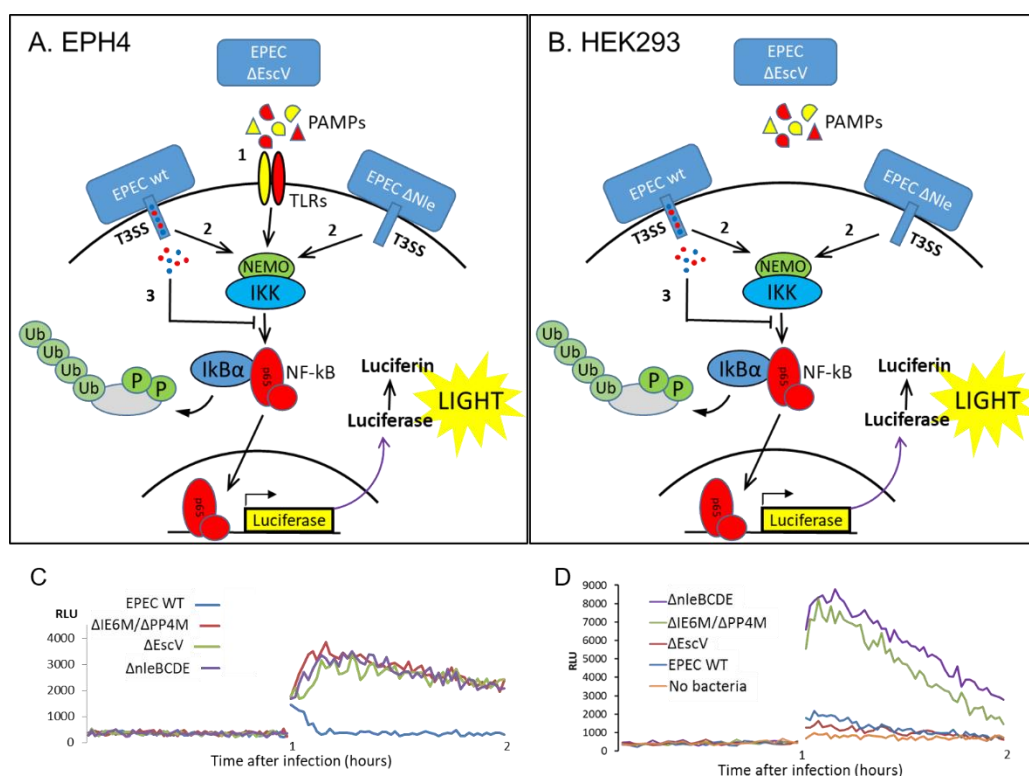 A. EPH4
EPEC
ΔEscV
PAMPs
1
EPEC wt
TLRs
EPEC ΔNle
T3SS
2
2
T3SS
NEMO
IKK
3
Ub
Ub
Ub
Ub
P
P
IkBα
p65
NF-kB
Luciferin
Luciferase
LIGHT
p65
Luciferase
B. HEK293
EPEC
ΔEscV
PAMPs
EPEC wt
EPEC ΔNle
T3SS
2
2
T3SS
NEMO
IKK
3
Ub
Ub
Ub
Ub
P
P
IkBα
p65
NF-kB
Luciferin
Luciferase
LIGHT
p65
Luciferase
C
RLU
EPEC WT
ΔIE6M/ΔPP4M
ΔEscV
ΔnleBCDE
4000
3000
2000
1000
0
1
2
Time after infection (hours)
D
RLU
9000
8000
7000
6000
5000
4000
3000
2000
1000
0
ΔnleBCDE
ΔIE6M/ΔPP4M
ΔEscV
EPEC WT
No bacteria
1
2
Time after infection (hours)